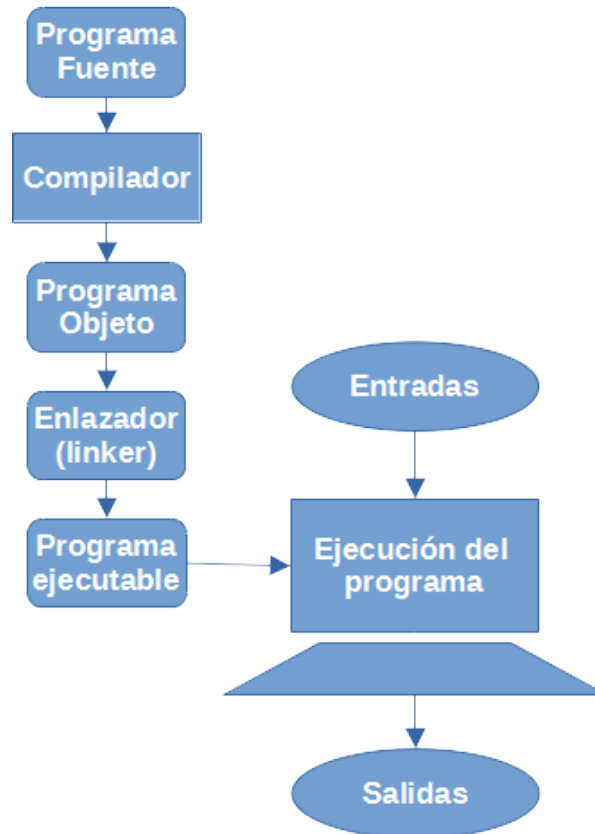 Programa
Fuente
Compilador
Programa
Objeto
Enlazador
(linker)
Programa
ejecutable
Entradas
Ejecución del
programa
Salidas